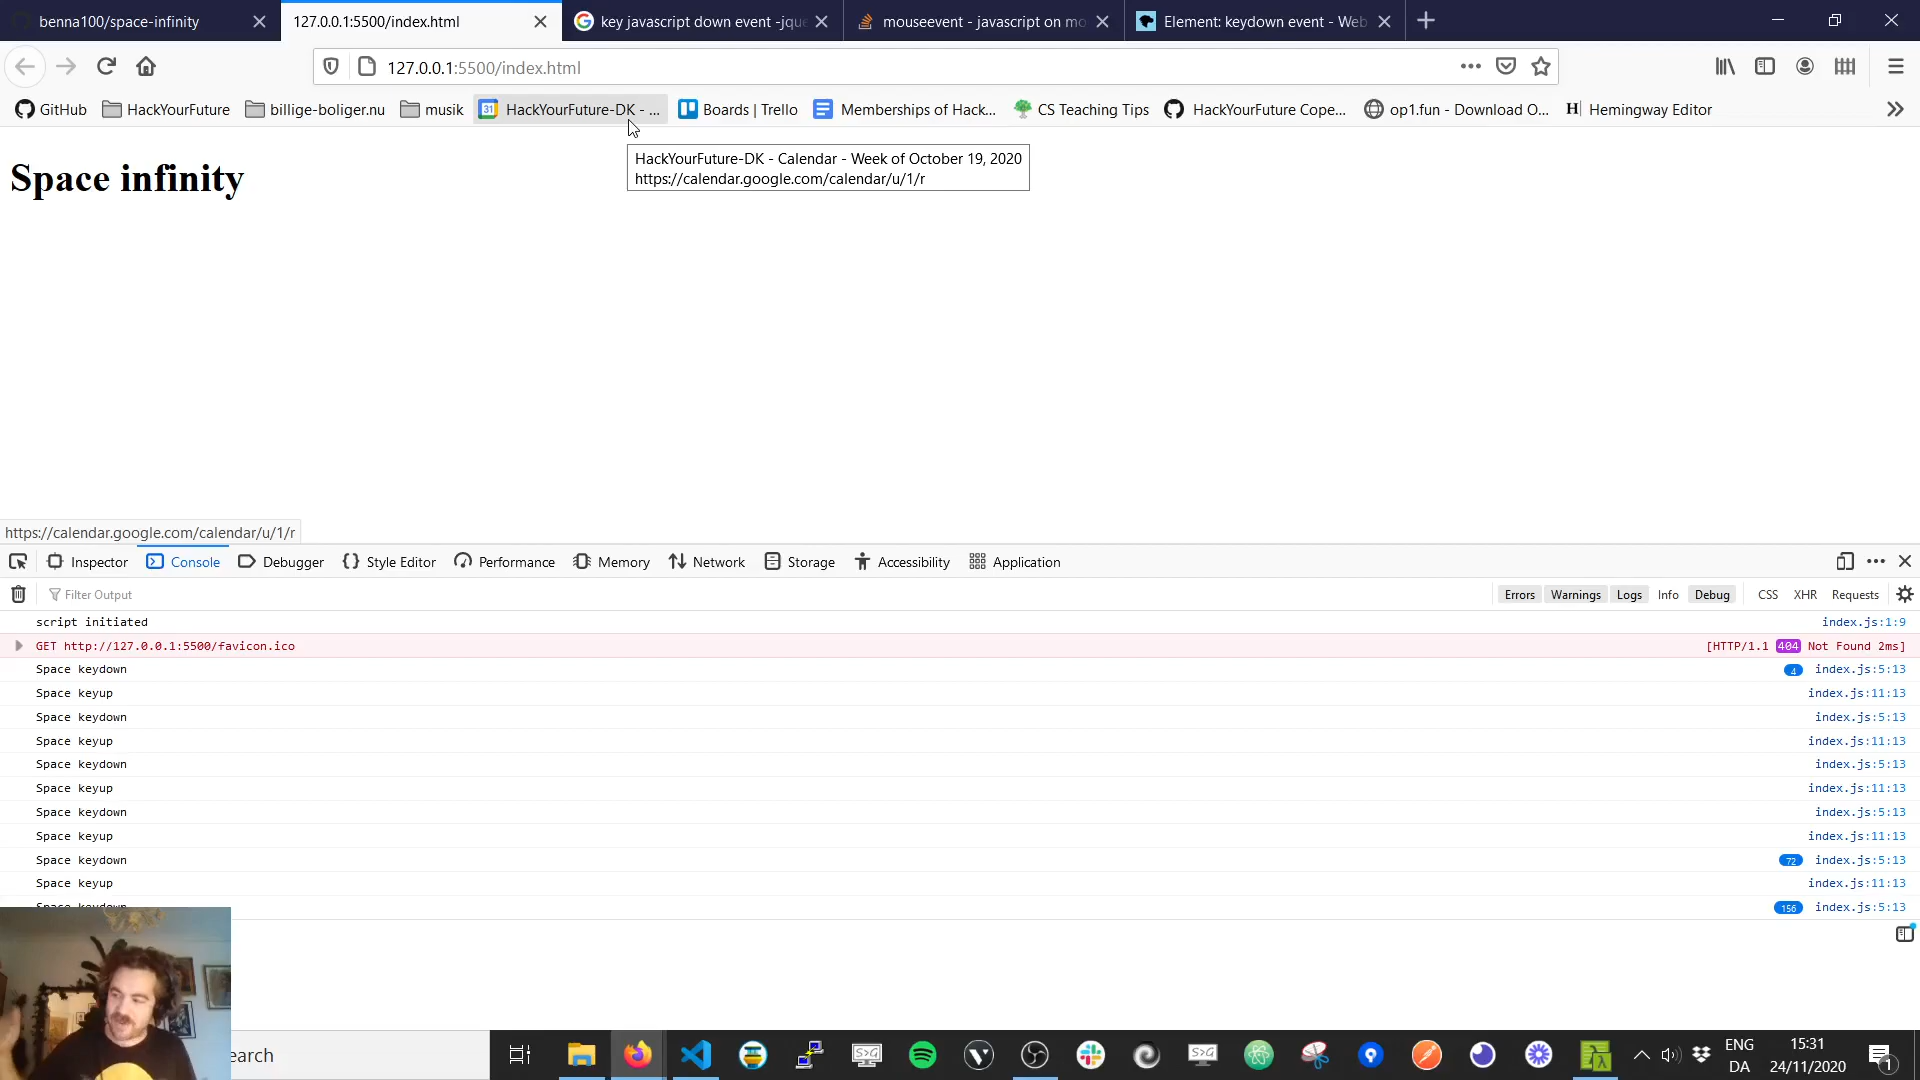 benna100/space-infinity
127.0.0.1:5500/index.html
key javascript down event -jque
mouseevent - javascript on mo
Element: keydown event - Web
127.0.0.1:5500/index.html
GitHub
HackYourFuture
billige-boliger.nu
musik
31
HackYourFuture-DK - ...
Boards | Trello
Memberships of Hack...
CS Teaching Tips
HackYourFuture Cope...
op1.fun - Download O...
H
Hemingway Editor
HackYourFuture-DK - Calendar - Week of October 19, 2020
https://calendar.google.com/calendar/u/1/r
Space infinity
https://calendar.google.com/calendar/u/1/r
Inspector
Console
Debugger
Style Editor
Performance
Memory
Network
Storage
Accessibility
Application
Filter Output
Errors
Warnings
Logs
Info
Debug
CSS
XHR
Requests
script initiated index.js:1:9
GET http://127.0.0.1:5500/favicon.ico [HTTP/1.1 404 Not Found 2ms]
Space keydown 4 index.js:5:13
Space keyup index.js:11:13
Space keydown index.js:5:13
Space keyup index.js:11:13
Space keydown index.js:5:13
Space keyup index.js:11:13
Space keydown index.js:5:13
Space keyup index.js:11:13
Space keydown 72 index.js:5:13
Space keyup index.js:11:13
Space keydown 156 index.js:5:13
earch
ENG
DA
15:31
24/11/2020
1